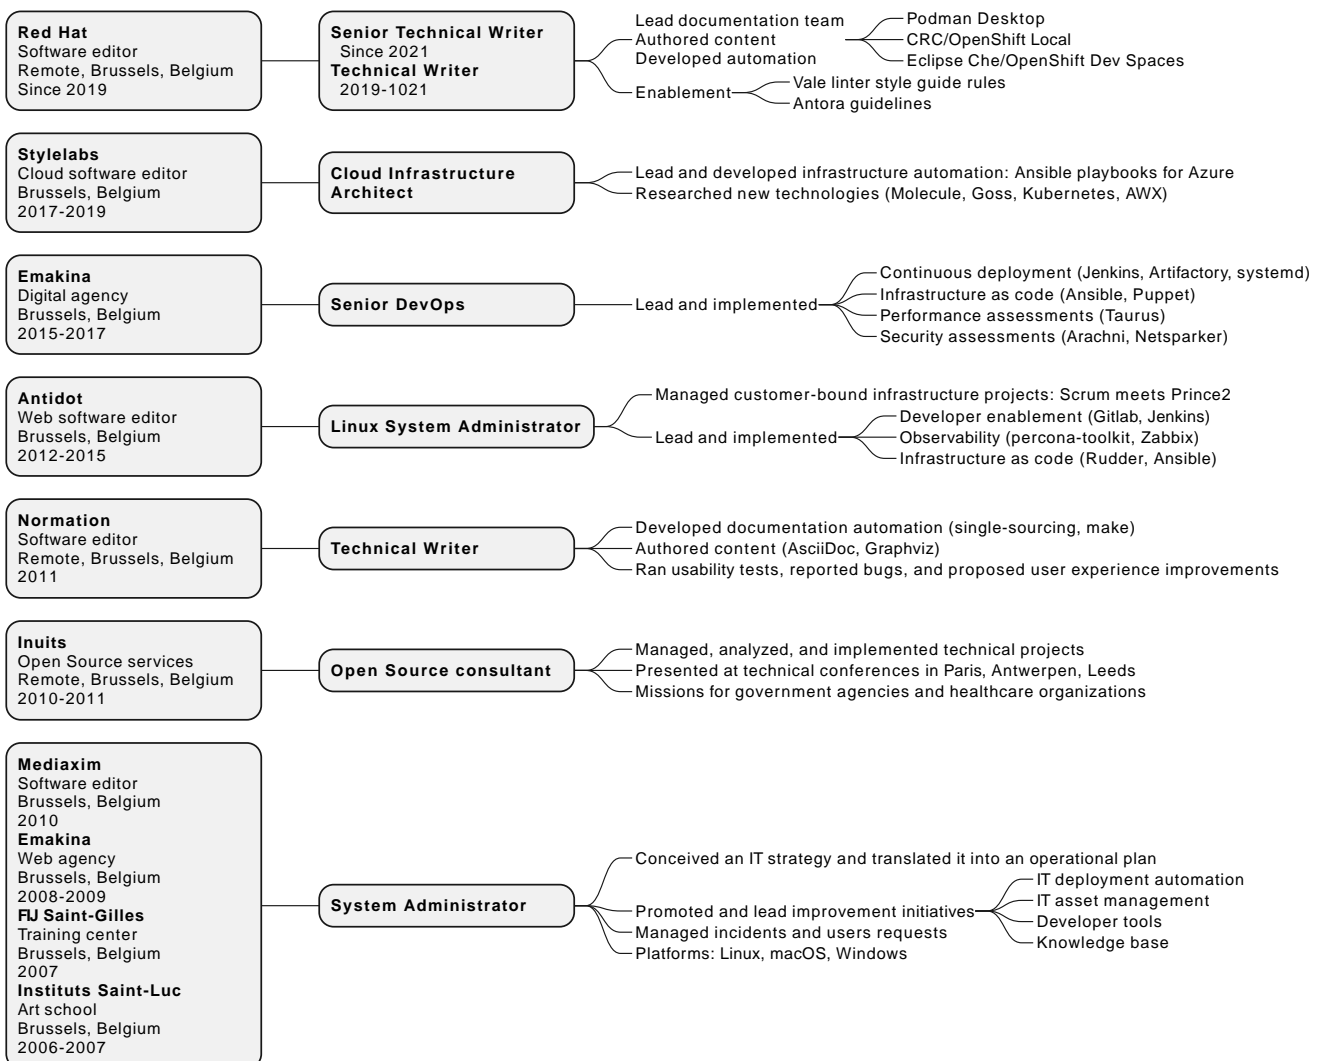 Red Hat
Software editor
Remote, Brussels, Belgium
Since 2019
Senior Technical Writer
Since 2021
Technical Writer
2019-1021
Lead documentation team
Authored content
Developed automation
Podman Desktop
CRC/OpenShift Local
Eclipse Che/OpenShift Dev Spaces
Enablement
Vale linter style guide rules
Antora guidelines
Stylelabs
Cloud software editor
Brussels, Belgium
2017-2019
Cloud Infrastructure
Architect
Lead and developed infrastructure automation: Ansible playbooks for Azure
Researched new technologies (Molecule, Goss, Kubernetes, AWX)
Emakina
Digital agency
Brussels, Belgium
2015-2017
Senior DevOps
Lead and implemented
Continuous deployment (Jenkins, Artifactory, systemd)
Infrastructure as code (Ansible, Puppet)
Performance assessments (Taurus)
Security assessments (Arachni, Netsparker)
Antidot
Web software editor
Brussels, Belgium
2012-2015
Linux System Administrator
Managed customer-bound infrastructure projects: Scrum meets Prince2
Lead and implemented
Developer enablement (Gitlab, Jenkins)
Observability (percona-toolkit, Zabbix)
Infrastructure as code (Rudder, Ansible)
Normation
Software editor
Remote, Brussels, Belgium
2011
Technical Writer
Developed documentation automation (single-sourcing, make)
Authored content (AsciiDoc, Graphviz)
Ran usability tests, reported bugs, and proposed user experience improvements
Inuits
Open Source services
Remote, Brussels, Belgium
2010-2011
Open Source consultant
Managed, analyzed, and implemented technical projects
Presented at technical conferences in Paris, Antwerpen, Leeds
Missions for government agencies and healthcare organizations
Mediaxim
Software editor
Brussels, Belgium
2010
Emakina
Web agency
Brussels, Belgium
2008-2009
FIJ Saint-Gilles
Training center
Brussels, Belgium
2007
Instituts Saint-Luc
Art school
Brussels, Belgium
2006-2007
System Administrator
Conceived an IT strategy and translated it into an operational plan
Promoted and lead improvement initiatives
IT deployment automation
IT asset management
Developer tools
Knowledge base
Managed incidents and users requests
Platforms: Linux, macOS, Windows